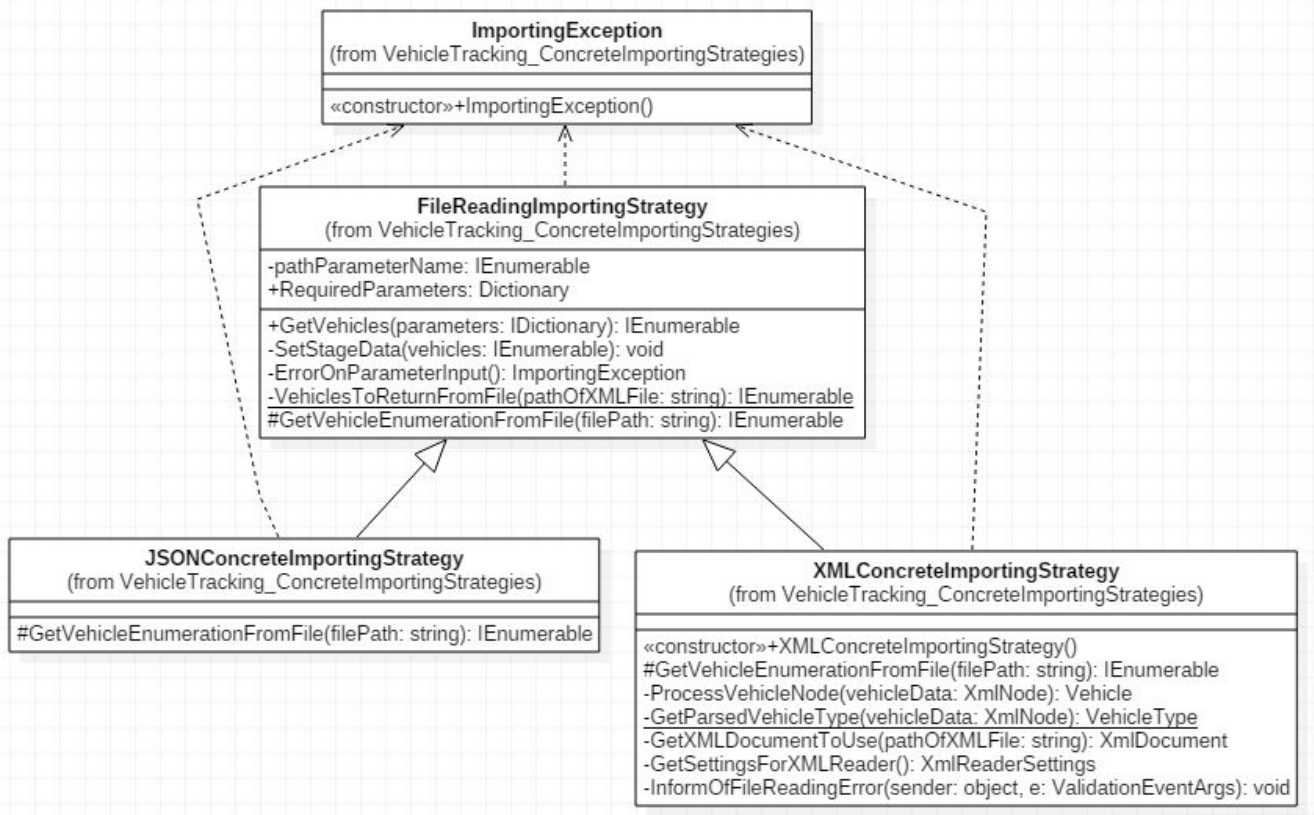 ImportingException
(from VehicleTracking_ConcreteImportingStrategies)
«constructor»+ImportingException()
FileReadingImportingStrategy
(from VehicleTracking_ConcreteImportingStrategies)
-pathParameterName: IEnumerable
+RequiredParameters: Dictionary
+GetVehicles(parameters: IDictionary): IEnumerable
-SetStageData(vehicles: IEnumerable): void
-ErrorOnParameterInput(): ImportingException
-VehiclesToReturnFromFile(pathOfXMLFile: string): IEnumerable
#GetVehicleEnumerationFromFile(filePath: string): IEnumerable
JSONConcreteImportingStrategy
(from VehicleTracking_ConcreteImportingStrategies)
#GetVehicleEnumerationFromFile(filePath: string): IEnumerable
XMLConcreteImportingStrategy
(from VehicleTracking_ConcreteImportingStrategies)
«constructor»+XMLConcreteImportingStrategy()
#GetVehicleEnumerationFromFile(filePath: string): IEnumerable
-ProcessVehicleNode(vehicleData: XmlNode): Vehicle
-GetParsedVehicleType(vehicleData: XmlNode): VehicleType
-GetXMLDocumentToUse(pathOfXMLFile: string): XmlDocument
-GetSettingsForXMLReader(): XmlReaderSettings
-InformOfFileReadingError(sender: object, e: ValidationEventArgs): void